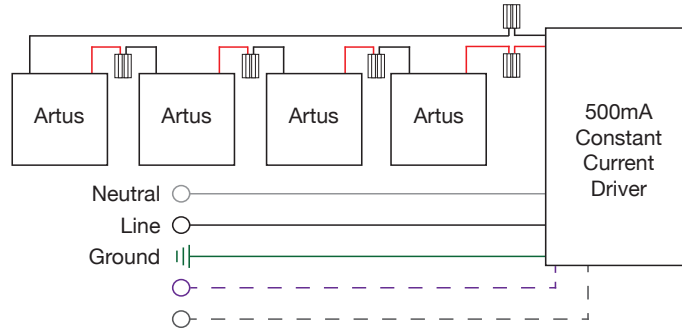 Artus
Artus
Artus
Artus
500mA
Constant
Current
Driver
Neutral
Line
Ground